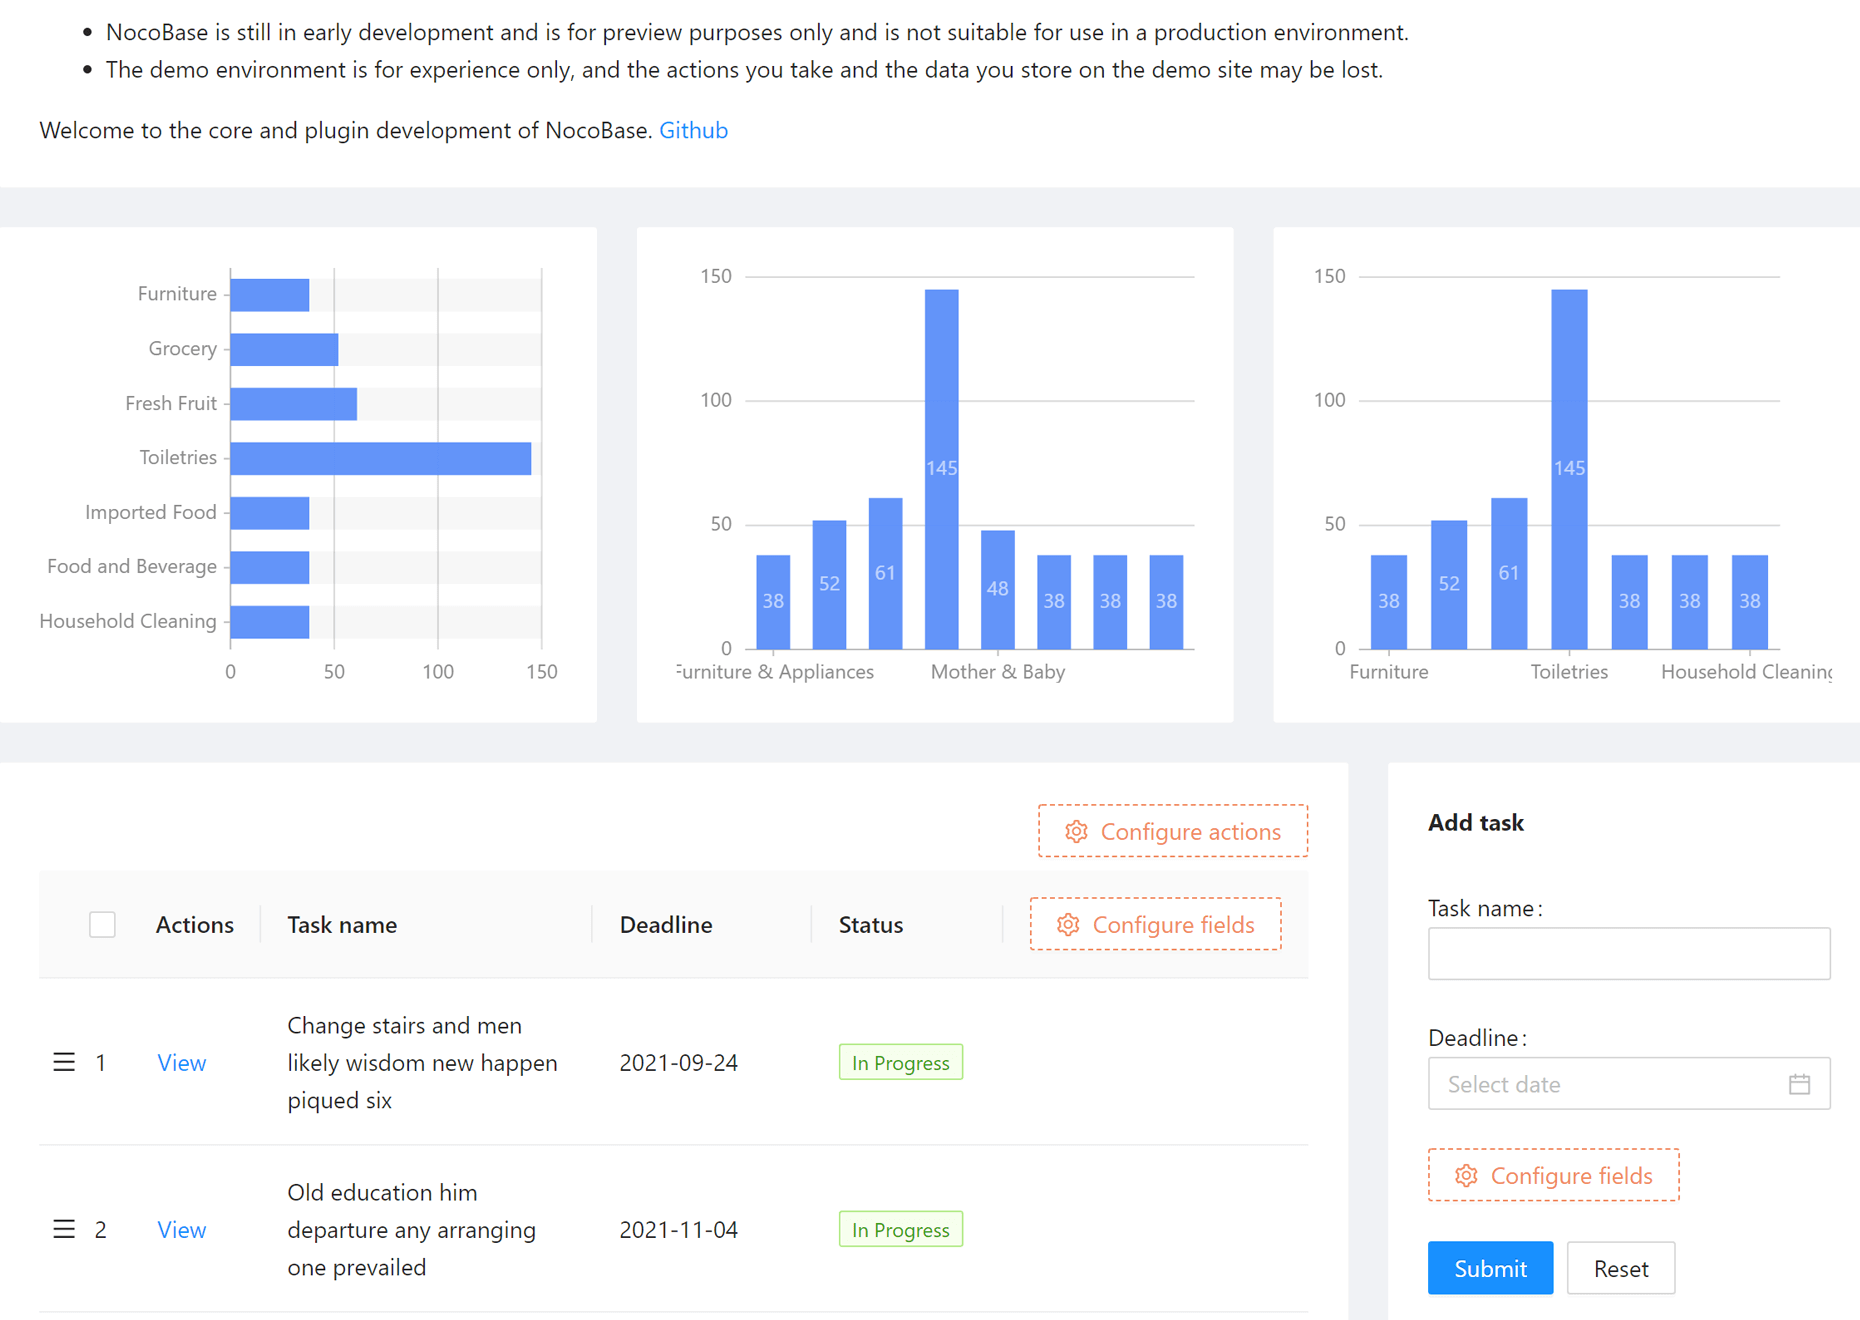 NocoBase is still in early development and is for preview purposes only and is not suitable for use in a production environment.
The demo environment is for experience only, and the actions you take and the data you store on the demo site may be lost.
Welcome to the core and plugin development of NocoBase. Github
Furniture
Grocery
Fresh Fruit
Toiletries
Imported Food
Food and Beverage
Household Cleaning
0 50 100 150
150
100
50
0
38 52 61 145 48 38 38 38
Furniture & Appliances Mother & Baby
150
100
50
0
38 52 61 145 38 38 38
Furniture Toiletries Household Cleaning
Configure actions
Actions Task name Deadline Status Configure fields
1 View Change stairs and men
likely wisdom new happen
piqued six
2021-09-24 In Progress
2 View Old education him
departure any arranging
one prevailed
2021-11-04 In Progress
Add task
Task name:
Deadline:
Select date
Configure fields
Submit Reset